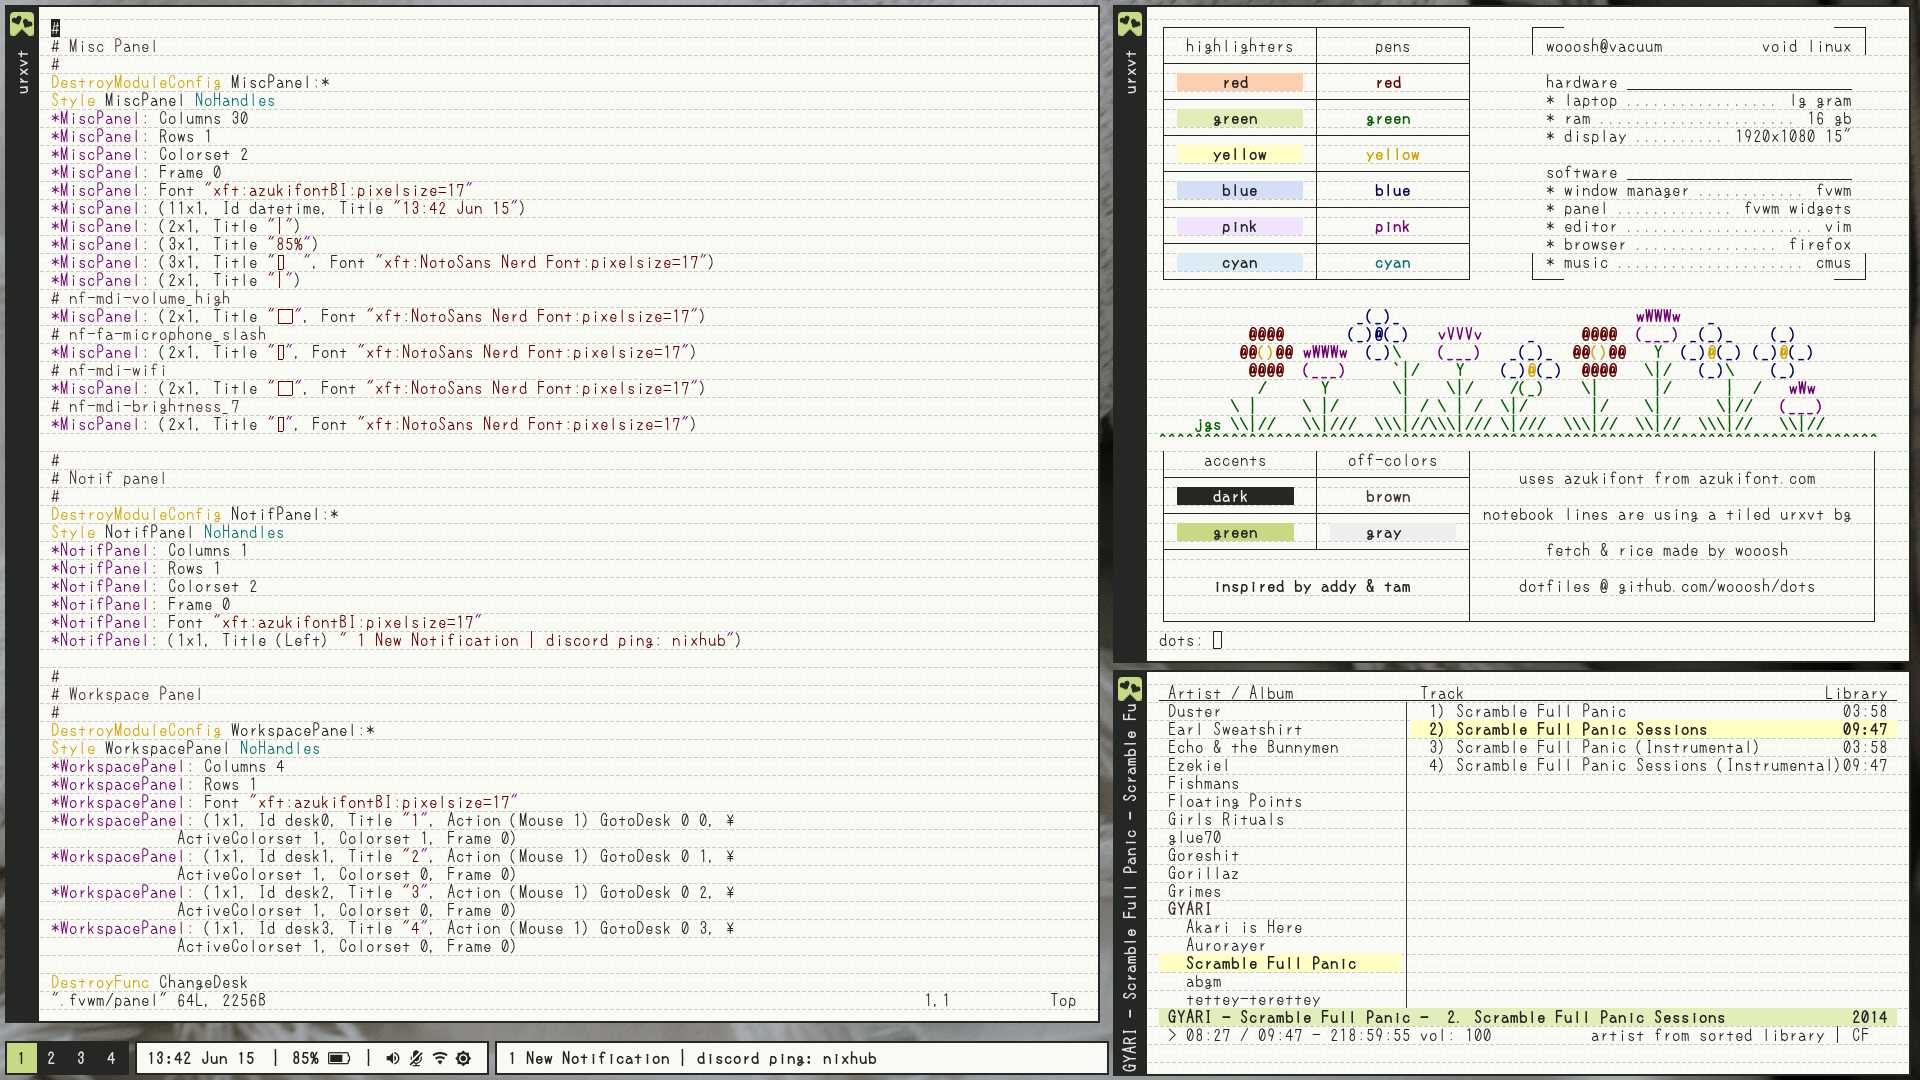 urxvt
#
# Misc Panel
#
DestroyModuleConfig MiscPanel:*
Style MiscPanel NoHandles
*MiscPanel: Columns 30
*MiscPanel: Rows 1
*MiscPanel: Colorset 2
*MiscPanel: Frame 0
*MiscPanel: Font "xft:azukifontBI:pixelsize=17"
*MiscPanel: (11x1, Id datetime, Title "13:42 Jun 15")
*MiscPanel: (2x1, Title "|")
*MiscPanel: (3x1, Title "85%")
*MiscPanel: (3x1, Title "▯  ", Font "xft:NotoSans Nerd Font:pixelsize=17")
*MiscPanel: (2x1, Title "|")
# nf-mdi-volume_high
*MiscPanel: (2x1, Title "□", Font "xft:NotoSans Nerd Font:pixelsize=17")
# nf-fa-microphone_slash
*MiscPanel: (2x1, Title "▯", Font "xft:NotoSans Nerd Font:pixelsize=17")
# nf-mdi-wifi
*MiscPanel: (2x1, Title "□", Font "xft:NotoSans Nerd Font:pixelsize=17")
# nf-mdi-brightness_7
*MiscPanel: (2x1, Title "▯", Font "xft:NotoSans Nerd Font:pixelsize=17")
#
# Notif panel
#
DestroyModuleConfig NotifPanel:*
Style NotifPanel NoHandles
*NotifPanel: Columns 1
*NotifPanel: Rows 1
*NotifPanel: Colorset 2
*NotifPanel: Frame 0
*NotifPanel: Font "xft:azukifontBI:pixelsize=17"
*NotifPanel: (1x1, Title (Left) " 1 New Notification | discord ping: nixhub")
#
# Workspace Panel
#
DestroyModuleConfig WorkspacePanel:*
Style WorkspacePanel NoHandles
*WorkspacePanel: Columns 4
*WorkspacePanel: Rows 1
*WorkspacePanel: Font "xft:azukifontBI:pixelsize=17"
*WorkspacePanel: (1x1, Id desk0, Title "1", Action (Mouse 1) GotoDesk 0 0, ¥
ActiveColorset 1, Colorset 1, Frame 0)
*WorkspacePanel: (1x1, Id desk1, Title "2", Action (Mouse 1) GotoDesk 0 1, ¥
ActiveColorset 1, Colorset 0, Frame 0)
*WorkspacePanel: (1x1, Id desk2, Title "3", Action (Mouse 1) GotoDesk 0 2, ¥
ActiveColorset 1, Colorset 0, Frame 0)
*WorkspacePanel: (1x1, Id desk3, Title "4", Action (Mouse 1) GotoDesk 0 3, ¥
ActiveColorset 1, Colorset 0, Frame 0)
DestroyFunc ChangeDesk
".fvwm/panel" 64L, 2256B 1,1 Top
1 2 3 4
13:42 Jun 15 | 85% |
1 New Notification | discord ping: nixhub
urxvt
highlighters pens
red red
green green
yellow yellow
blue blue
pink pink
cyan cyan
wooosh@vacuum void linux
hardware
* laptop ................. lg gram
* ram ...................... 16 gb
* display .......... 1920x1080 15"
software
* window manager ........... fvwm
* panel ............. fvwm widgets
* editor ....................... vim
* browser .................. firefox
* music ..................... cmus
jgs
accents off-colors
dark brown
green gray
inspired by addy & tam
uses azukifont from azukifont.com
notebook lines are using a tiled urxvt bg
fetch & rice made by wooosh
dotfiles @ github.com/wooosh/dots
dots:
GYARI - Scramble Full Panic - Scramble Fu
Artist / Album Track Library
Duster
Earl Sweatshirt
Echo & the Bunnymen
Ezekiel
Fishmans
Floating Points
Girls Rituals
glue70
Goreshit
Gorillaz
Grimes
GYARI
Akari is Here
Aurorayer
Scramble Full Panic
abgm
tettey-terettey
1) Scramble Full Panic 03:58
2) Scramble Full Panic Sessions 09:47
3) Scramble Full Panic (Instrumental) 03:58
4) Scramble Full Panic Sessions (Instrumental)09:47
GYARI - Scramble Full Panic - 2. Scramble Full Panic Sessions 2014
> 08:27 / 09:47 - 218:59:55 vol: 100 artist from sorted library | CF